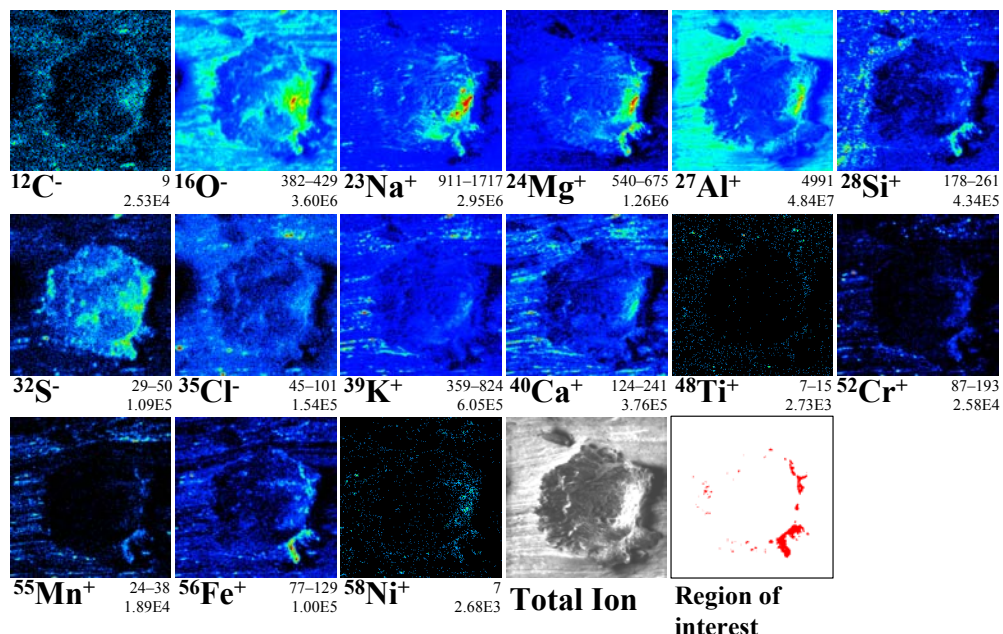 ¹²C⁻ 9 2.53E4
¹⁶O⁻ 382–429 3.60E6
²³Na⁺ 911–1717 2.95E6
²⁴Mg⁺ 540–675 1.26E6
²⁷Al⁺ 4991 4.84E7
²⁸Si⁺ 178–261 4.34E5
³²S⁻ 29–50 1.09E5
³⁵Cl⁻ 45–101 1.54E5
³⁹K⁺ 359–824 6.05E5
⁴⁰Ca⁺ 124–241 3.76E5
⁴⁸Ti⁺ 7–15 2.73E3
⁵²Cr⁺ 87–193 2.58E4
⁵⁵Mn⁺ 24–38 1.89E4
⁵⁶Fe⁺ 77–129 1.00E5
⁵⁸Ni⁺ 7 2.68E3
Total Ion
Region of
interest